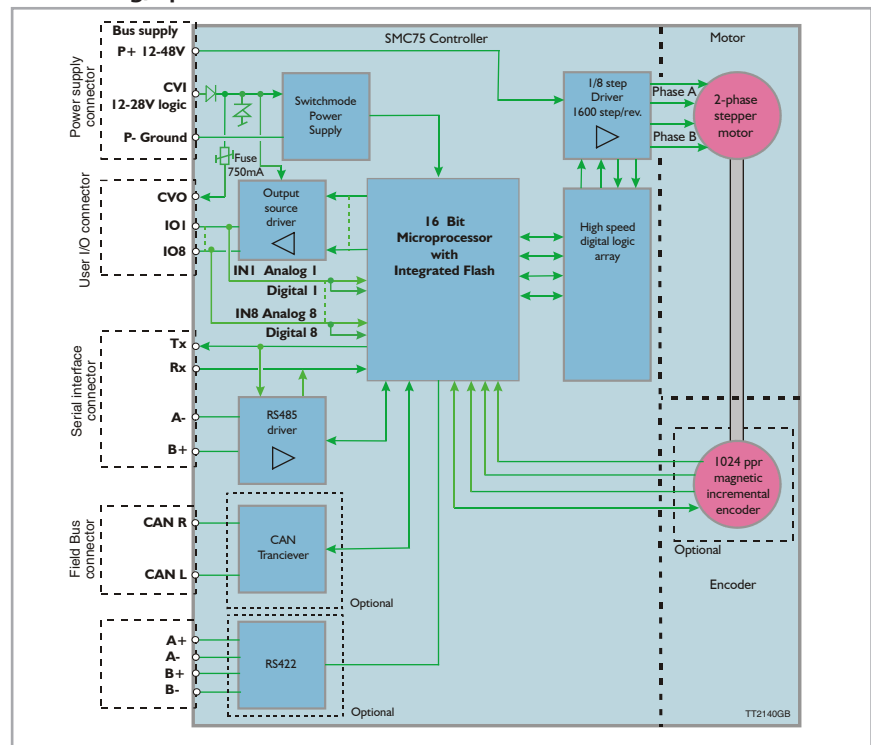 Bus supply
P+ 12-48V
CVI
12-28V logic
P- Ground
Power supply
connector
Fuse
750mA
CVO
IO1
IO8
User I/O connector
Tx
Rx
A-
B+
Serial interface
connector
CAN R
CAN L
Field Bus
connector
A+
A-
B+
B-
SMC75 Controller
Switchmode
Power
Supply
Output
source
driver
IN1 Analog 1
Digital 1
IN8 Analog 8
Digital 8
16 Bit
Microprocessor
with
Integrated Flash
1/8 step
Driver
1600 step/rev.
High speed
digital logic
array
RS485
driver
CAN
Tranciever
Optional
RS422
Optional
Motor
Phase A
Phase B
2-phase
stepper
motor
1024 ppr
magnetic
incremental
encoder
Optional
Encoder
TT2140GB